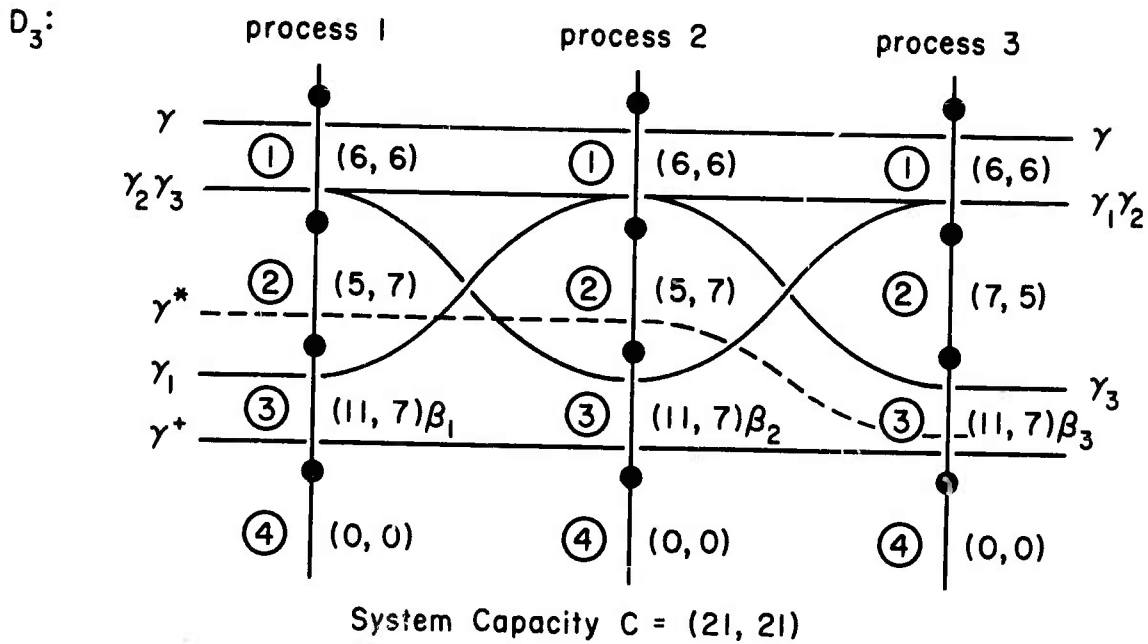 D₃:
process 1 process 2 process 3
γ γ
① (6, 6) ① (6, 6) ① (6, 6)
γ₂γ₃ γ₁γ₂
② (5, 7) ② (5, 7) ② (7, 5)
γ*
γ₁ γ₃
③ (11, 7)β₁ ③ (11, 7)β₂ ③ (11, 7)β₃
γ⁺
④ (0, 0) ④ (0, 0) ④ (0, 0)
System Capacity C = (21, 21)